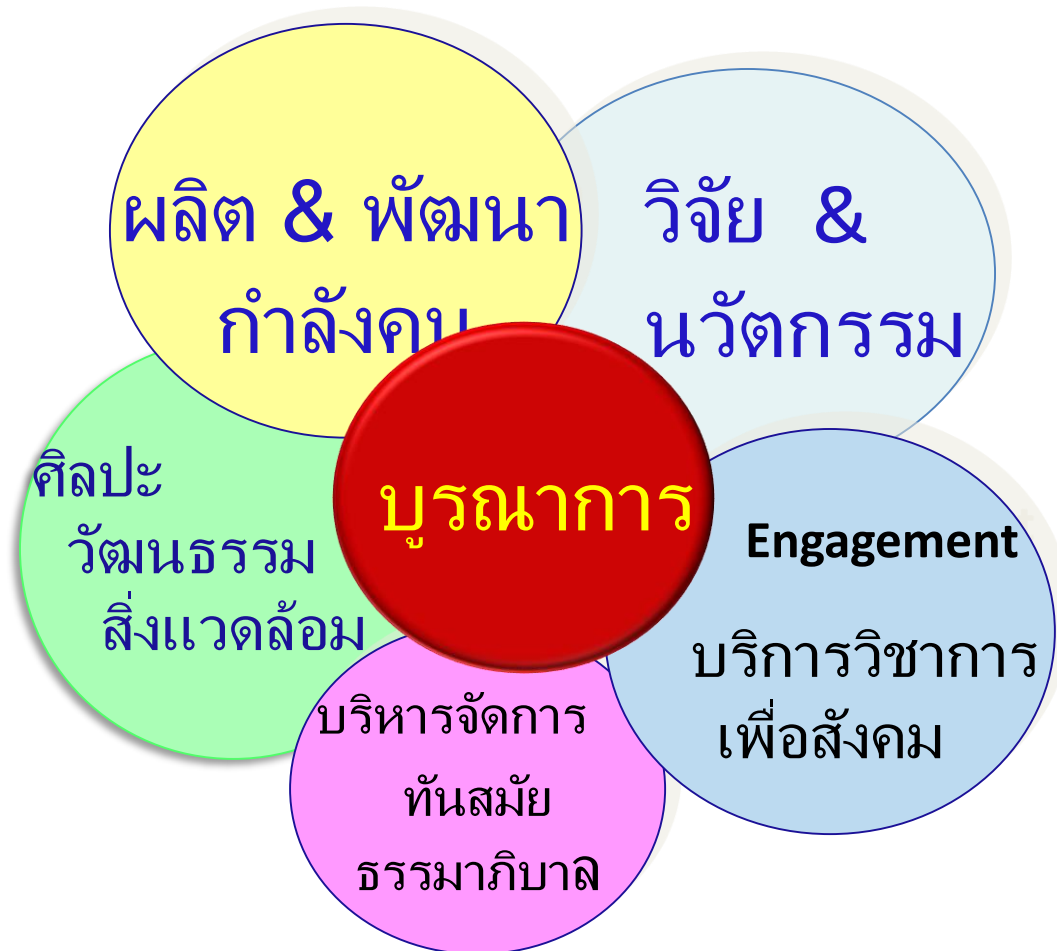 ผลิต & พัฒนา
กำลังคน
วิจัย &
นวัตกรรม
ศิลปะ
วัฒนธรรม
สิ่งแวดล้อม
บูรณาการ
Engagement
บริการวิชาการ
เพื่อสังคม
บริหารจัดการ
ทันสมัย
ธรรมาภิบาล